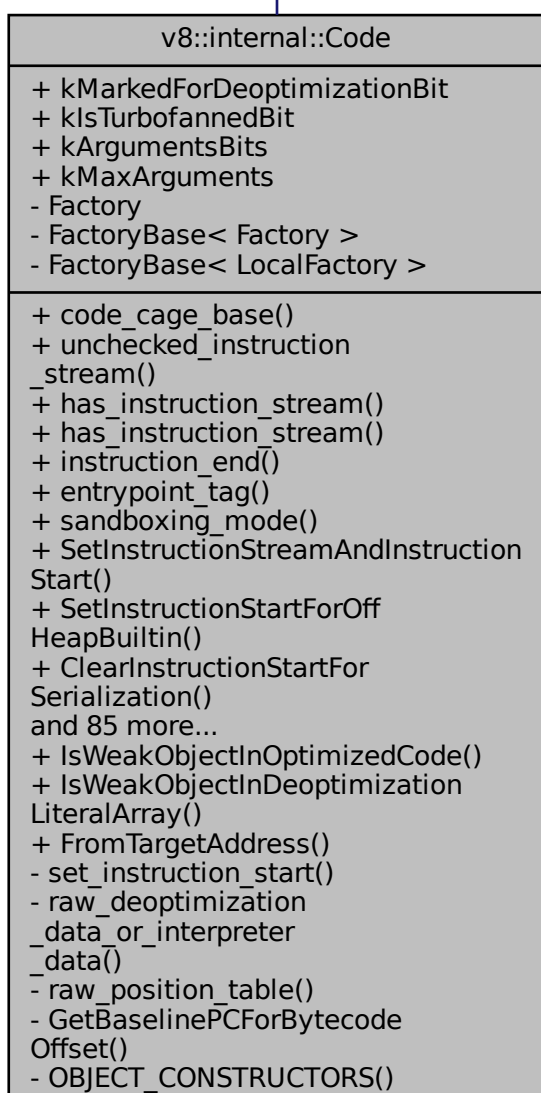 v8::internal::Code
+ kMarkedForDeoptimizationBit
+ kIsTurbofannedBit
+ kArgumentsBits
+ kMaxArguments
- Factory
- FactoryBase< Factory >
- FactoryBase< LocalFactory >
+ code_cage_base()
+ unchecked_instruction
_stream()
+ has_instruction_stream()
+ has_instruction_stream()
+ instruction_end()
+ entrypoint_tag()
+ sandboxing_mode()
+ SetInstructionStreamAndInstruction
Start()
+ SetInstructionStartForOff
HeapBuiltin()
+ ClearInstructionStartFor
Serialization()
and 85 more...
+ IsWeakObjectInOptimizedCode()
+ IsWeakObjectInDeoptimization
LiteralArray()
+ FromTargetAddress()
- set_instruction_start()
- raw_deoptimization
_data_or_interpreter
_data()
- raw_position_table()
- GetBaselinePCForBytecode
Offset()
- OBJECT_CONSTRUCTORS()